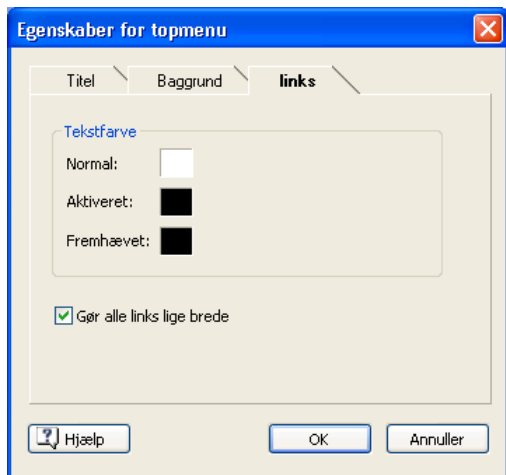 Egenskaber for topmenu
Titel Baggrund links
Tekstfarve
Normal:
Aktiveret:
Fremhævet:
Gør alle links lige brede
Hjælp OK Annuller